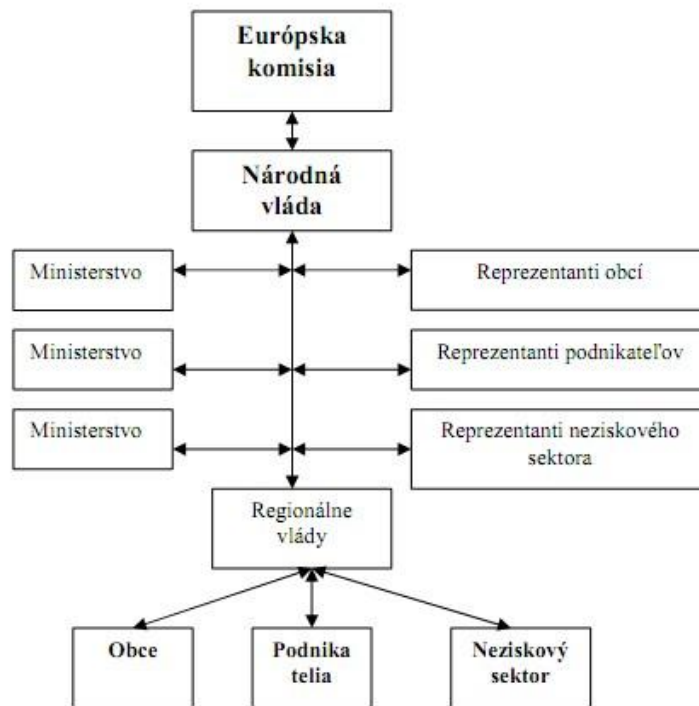 Európska
komisia
Národná
vláda
Ministerstvo
Reprezentanti obcí
Ministerstvo
Reprezentanti podnikateľov
Ministerstvo
Reprezentanti neziskového
sektora
Regionálne
vlády
Obce
Podnika
telia
Neziskový
sektor